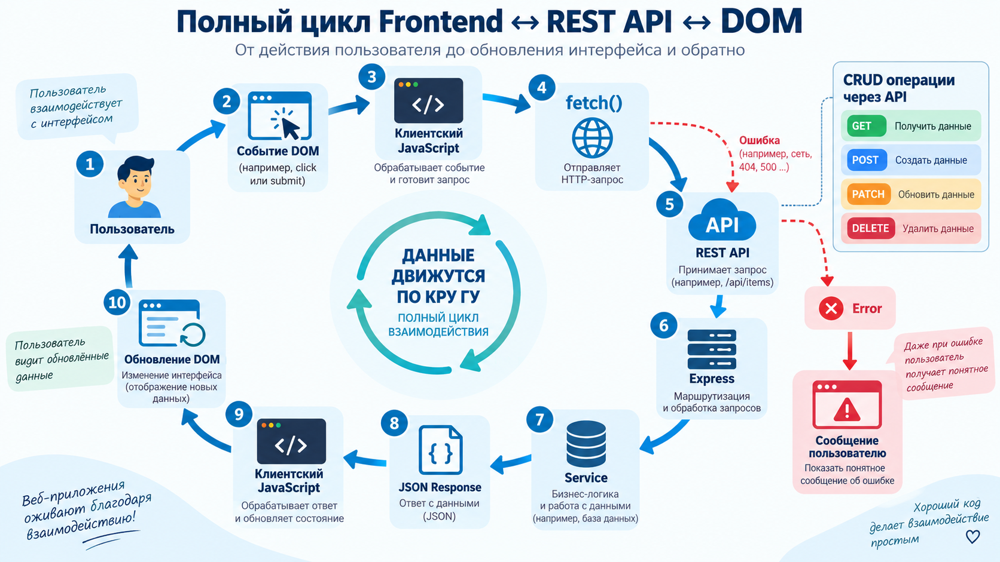 Полный цикл Frontend ↔ REST API ↔ DOM
От действия пользователя до обновления интерфейса и обратно
Пользователь
взаимодействует
с интерфейсом
1
Пользователь
2
Событие DOM
(например, click
или submit)
3
</>
Клиентский
JavaScript
Обрабатывает событие
и готовит запрос
4
fetch()
Отправляет
HTTP-запрос
Ошибка
(например, сеть,
404, 500 ...)
CRUD операции
через API
GET Получить данные
POST Создать данные
PATCH Обновить данные
DELETE Удалить данные
5
API
REST API
Принимает запрос
(например, /api/items)
Error
Даже при ошибке
пользователь
получает понятное
сообщение
Сообщение
пользователю
Показать понятное
сообщение об ошибке
6
Express
Маршрутизация
и обработка запросов
7
Service
Бизнес-логика
и работа с данными
(например, база данных)
8
{ }
JSON Response
Ответ с данными
(JSON)
9
</>
Клиентский
JavaScript
Обрабатывает ответ
и обновляет состояние
10
Обновление DOM
Изменение интерфейса
(отображение новых
данных)
Пользователь
видит обновлённые
данные
ДАННЫЕ
ДВИЖУТСЯ
ПО КРУ ГУ
ПОЛНЫЙ ЦИКЛ
ВЗАИМОДЕЙСТВИЯ
Веб-приложения
оживают благодаря
взаимодействию!
Хороший код
делает взаимодействие
простым